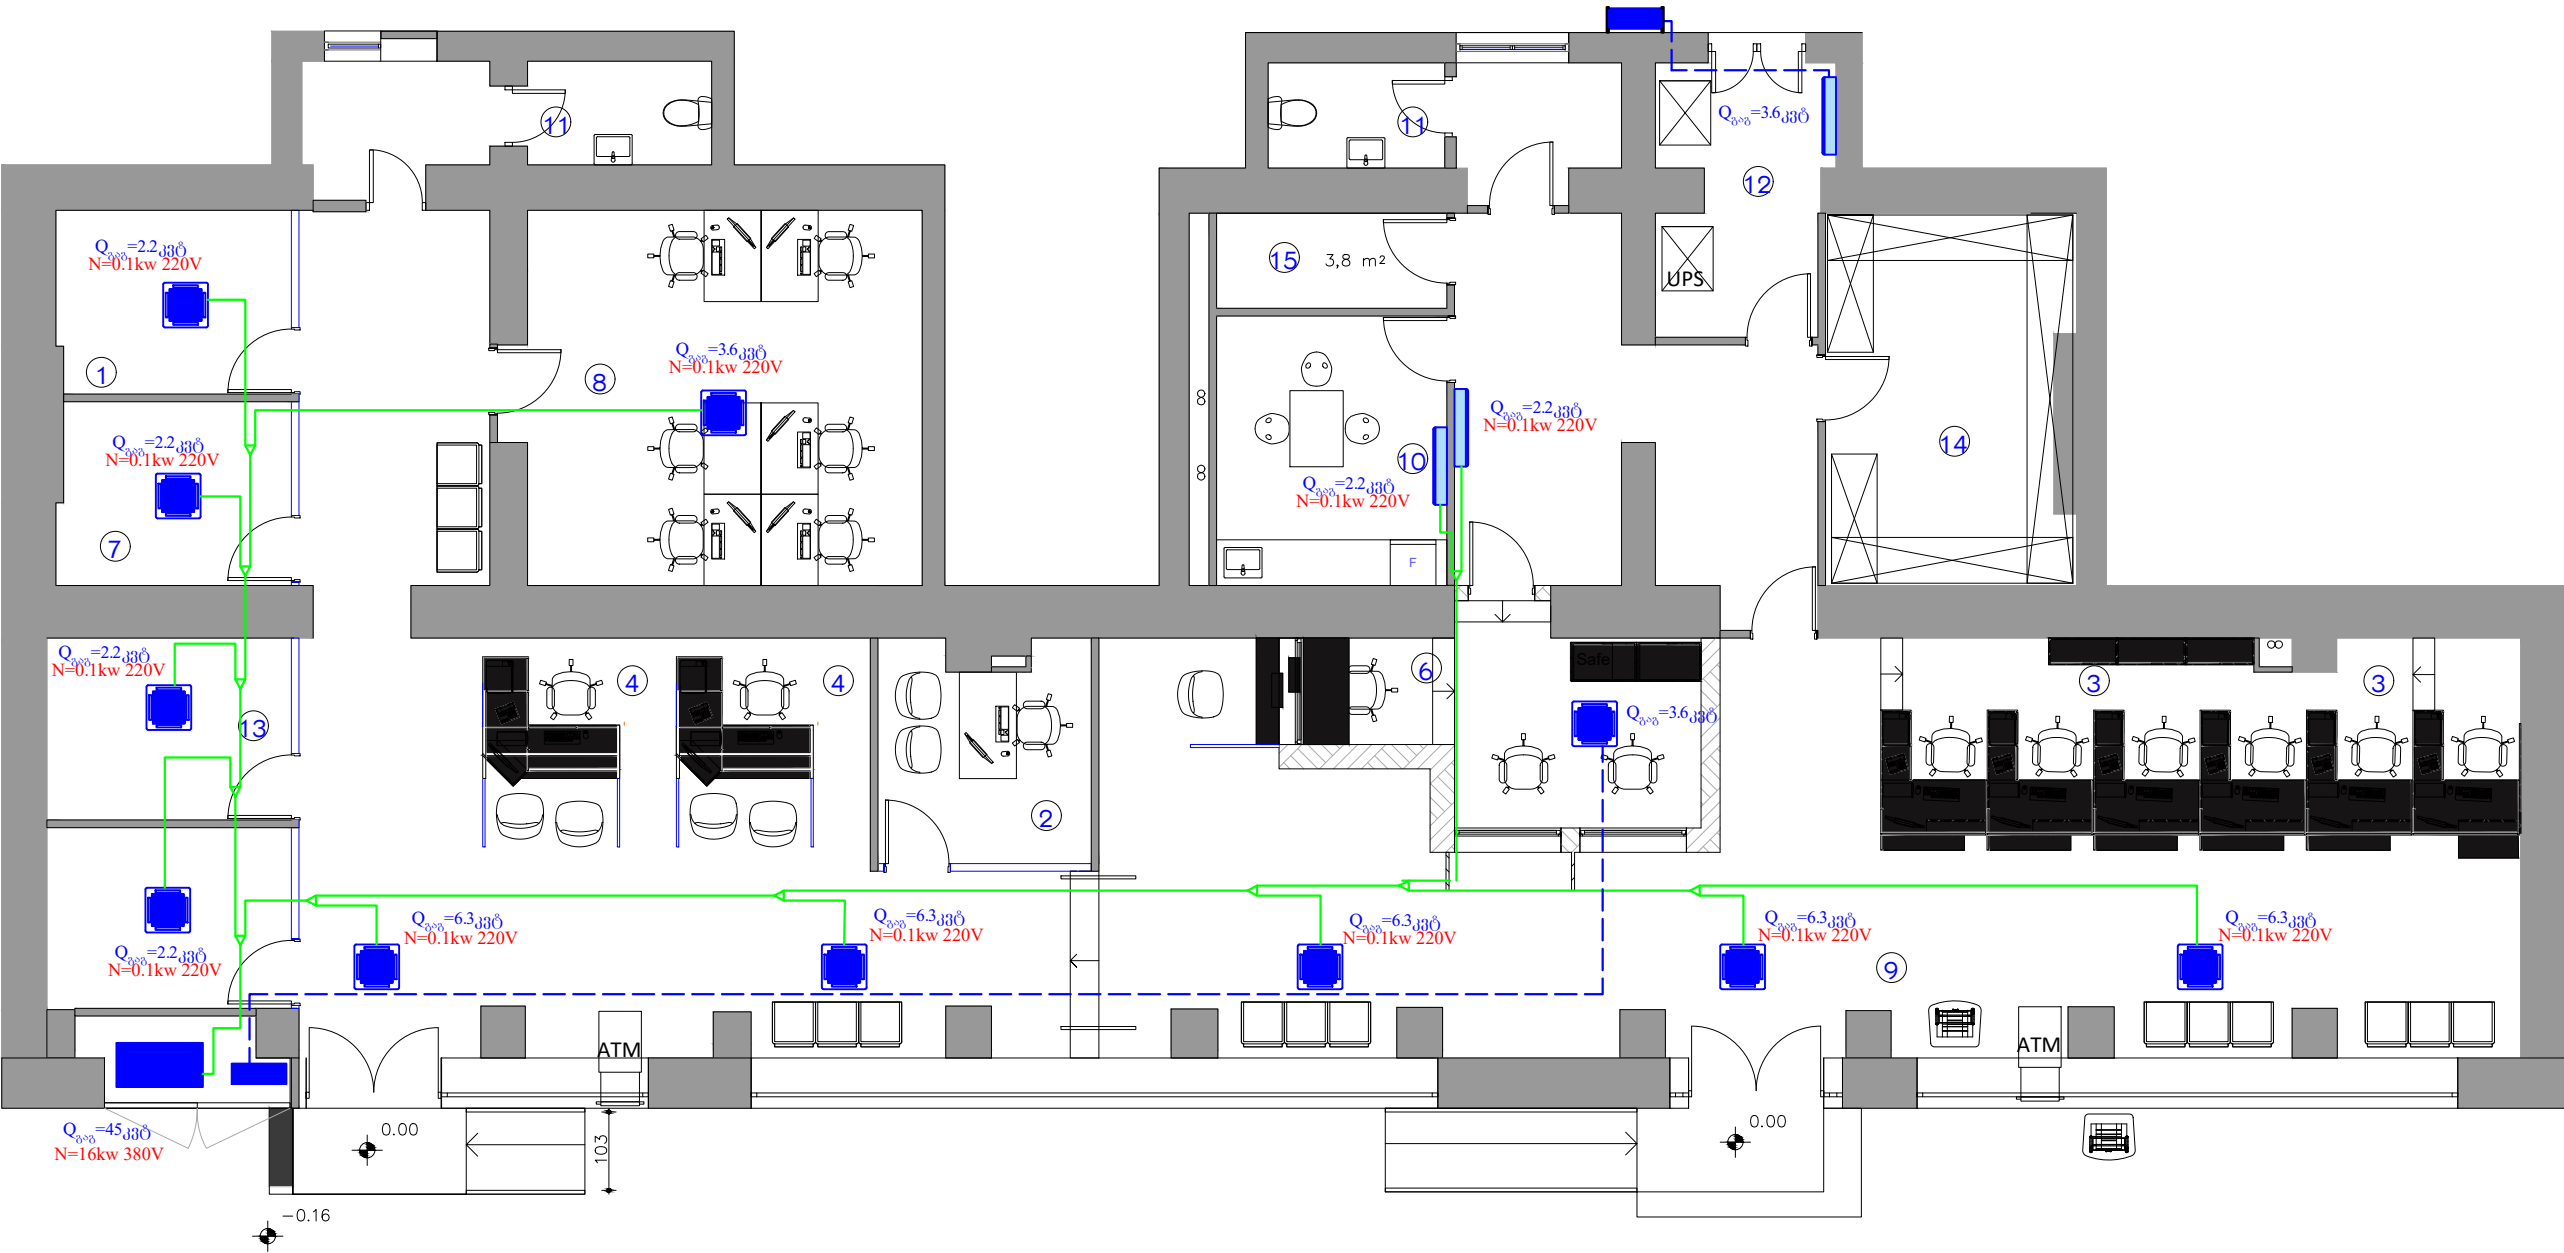 11
11
Qგაგ=3.6კვტ
12
Qგაგ=2.2კვტ
N=0.1kw 220V
15
3,8 m²
UPS
1
8
Qგაგ=3.6კვტ
N=0.1kw 220V
Qგაგ=2.2კვტ
N=0.1kw 220V
Qგაგ=2.2კვტ
N=0.1kw 220V
10
Qგაგ=2.2კვტ
N=0.1kw 220V
14
7
F
Qგაგ=2.2კვტ
N=0.1kw 220V
4
4
6
Safe
3
3
13
Qგაგ=3.6კვტ
2
Qგაგ=2.2კვტ
N=0.1kw 220V
Qგაგ=6.3კვტ
N=0.1kw 220V
Qგაგ=6.3კვტ
N=0.1kw 220V
Qგაგ=6.3კვტ
N=0.1kw 220V
Qგაგ=6.3კვტ
N=0.1kw 220V
Qგაგ=6.3კვტ
N=0.1kw 220V
9
ATM
ATM
Qგაგ=45კვტ
N=16kw 380V
0.00
103
0.00
-0.16